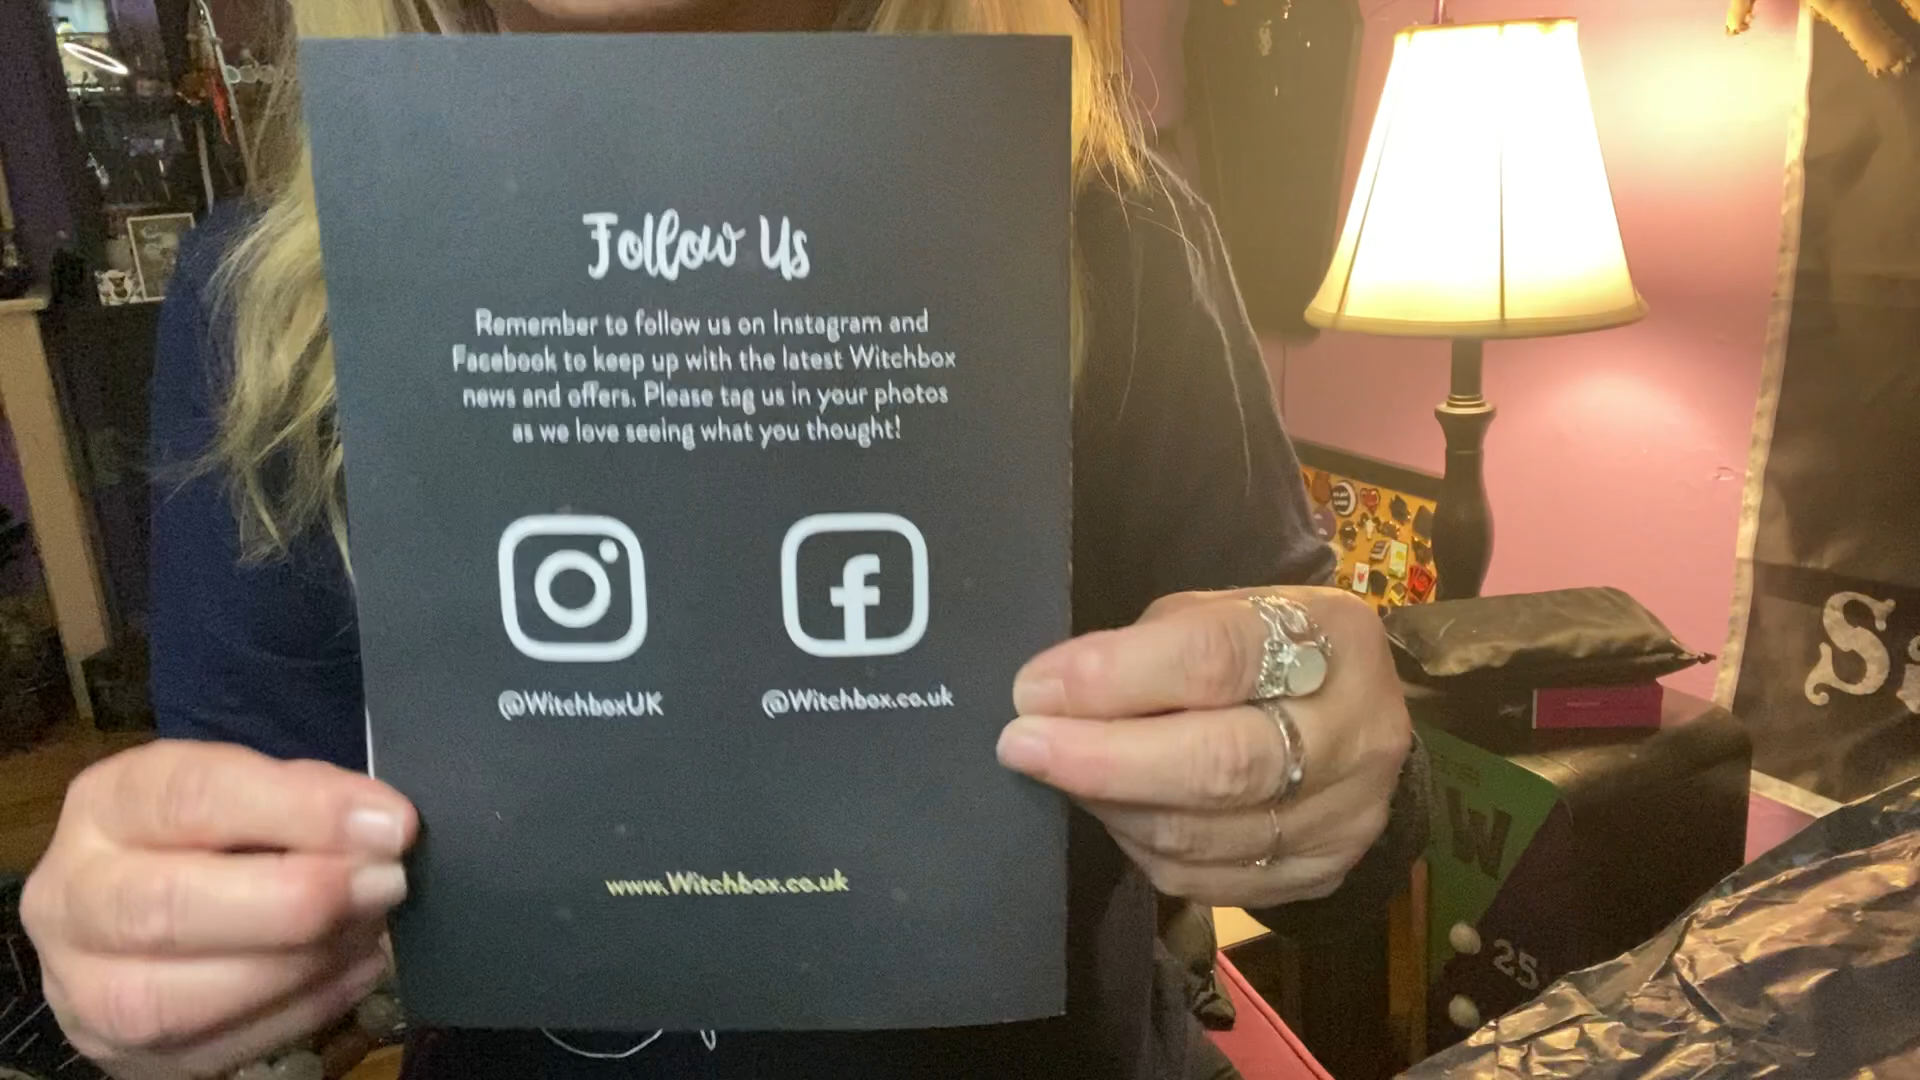 Follow Us
Remember to follow us on Instagram and
Facebook to keep up with the latest Witchbox
news and offers. Please tag us in your photos
as we love seeing what you thought!
@WitchboxUK
@Witchbox.co.uk
www.Witchbox.co.uk
W
25